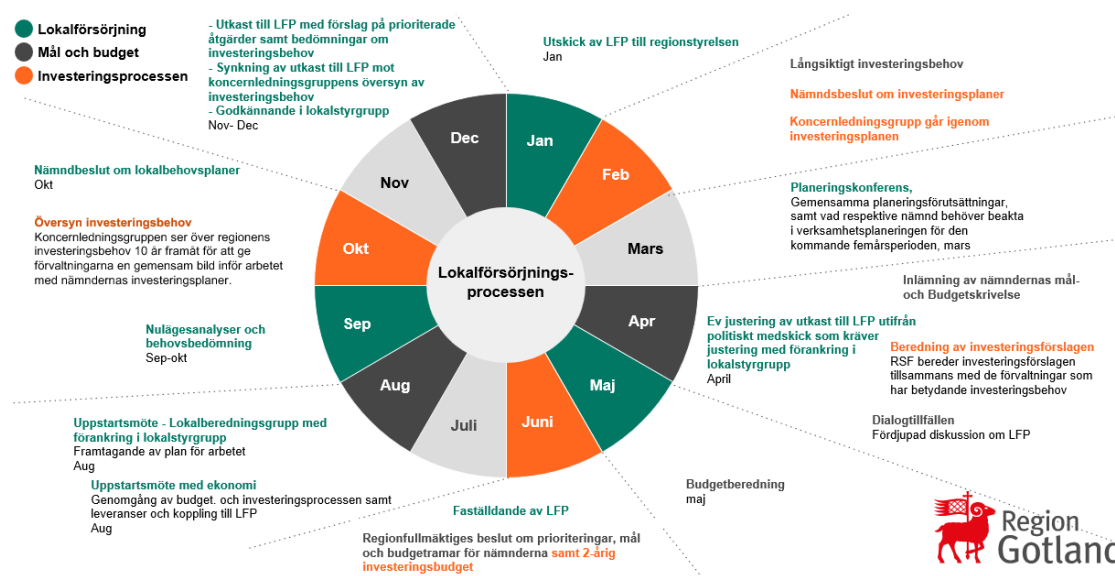 Lokalförsörjning
Mål och budget
Investeringsprocessen
- Utkast till LFP med förslag på prioriterade
åtgärder samt bedömningar om
investeringsbehov
- Synkning av utkast till LFP mot
koncernledningsgruppens översyn av
investeringsbehov
- Godkännande i lokalstyrgrupp
Nov- Dec
Utskick av LFP till regionstyrelsen
Jan
Långsiktigt investeringsbehov
Nämndsbeslut om investeringsplaner
Koncernledningsgrupp går igenom
investeringsplanen
Planeringskonferens,
Gemensamma planeringsförutsättningar,
samt vad respektive nämnd behöver beakta
i verksamhetsplaneringen för den
kommande femårsperioden, mars
Inlämning av nämndernas mål-
och Budgetskrivelse
Ev justering av utkast till LFP utifrån
politiskt medskick som kräver
justering med förankring i
lokalstyrgrupp
April
Beredning av investeringsförslagen
RSF bereder investeringsförslagen
tillsammans med de förvaltningar som
har betydande investeringsbehov
Dialogtillfällen
Fördjupad diskussion om LFP
Budgetberedning
maj
Faställdande av LFP
Regionfullmäktiges beslut om prioriteringar, mål
och budgetramar för nämnderna samt 2-årig
investeringsbudget
Uppstartsmöte - Lokalberedningsgrupp med
förankring i lokalstyrgrupp
Framtagande av plan för arbetet
Aug
Uppstartsmöte med ekonomi
Genomgång av budget. och investeringsprocessen samt
leveranser och koppling till LFP
Aug
Nulägesanalyser och
behovsbedömning
Sep-okt
Nämndbeslut om lokalbehovsplaner
Okt
Översyn investeringsbehov
Koncernledningsgruppen ser över regionens
investeringsbehov 10 år framåt för att ge
förvaltningarna en gemensam bild inför arbetet
med nämndernas investeringsplaner.
Jan
Feb
Mars
Apr
Maj
Juni
Juli
Aug
Sep
Okt
Nov
Dec
Lokalförsörjnings-
processen
Region
Gotland